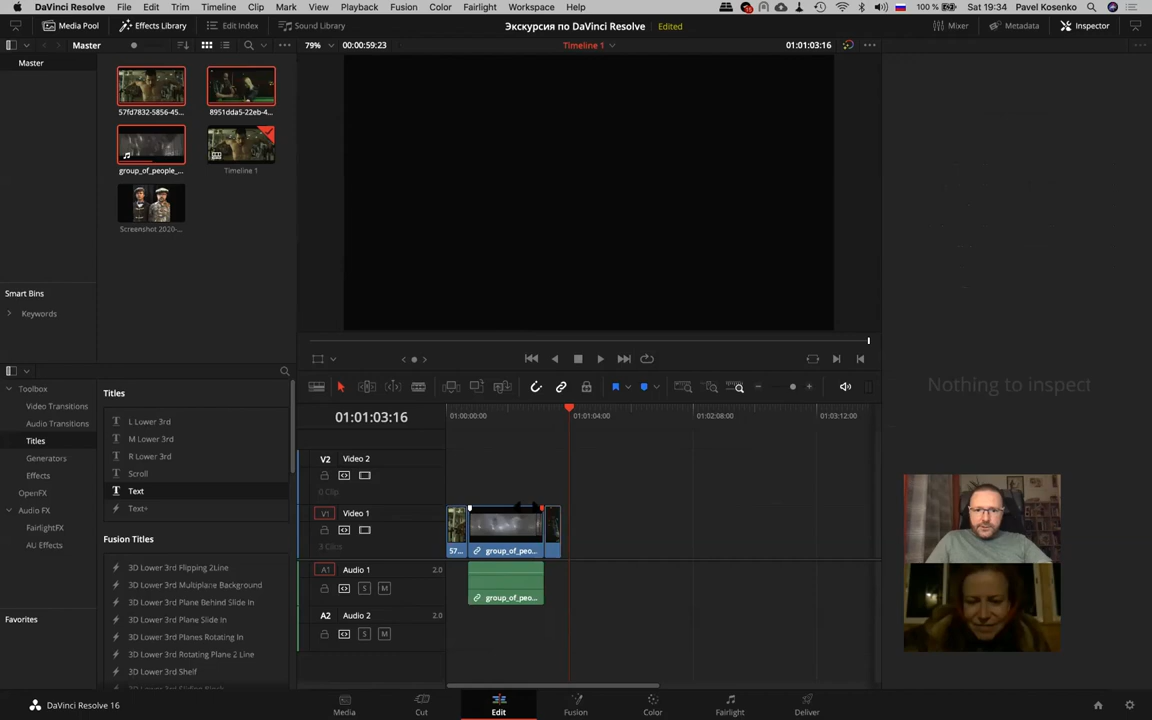 DaVinci Resolve File Edit Trim Timeline Clip Mark View Playback Fusion Color Fairlight Workspace Help 100 % Sat 19:34 Pavel Kosenko
Media Pool Effects Library Edit Index Sound Library Экскурсия по DaVinci Resolve Edited Mixer Metadata Inspector
Master 79% 00:00:59:23 Timeline 1 01:01:03:16
Master
57fd7832-5856-45... 8951dda5-22eb-4...
group_of_people_... Timeline 1
Screenshot 2020-...
Smart Bins
Keywords
Nothing to inspect
Toolbox
Video Transitions
Audio Transitions
Titles
Generators
Effects
OpenFX
Audio FX
FairlightFX
AU Effects
Favorites
Titles
L Lower 3rd
M Lower 3rd
R Lower 3rd
Scroll
Text
Text+
Fusion Titles
3D Lower 3rd Flipping 2Line
3D Lower 3rd Multiplane Background
3D Lower 3rd Plane Behind Slide In
3D Lower 3rd Plane Slide In
3D Lower 3rd Planes Rotating In
3D Lower 3rd Rotating Plane 2 Line
3D Lower 3rd Shelf
01:01:03:16 01:00:00:00 01:01:04:00 01:02:08:00 01:03:12:00
V2 Video 2
0 Clip
V1 Video 1
3 Clips
57... group_of_peo...
A1 Audio 1 2.0
S M
group_of_peo...
A2 Audio 2 2.0
S M
DaVinci Resolve 16 Media Cut Edit Fusion Color Fairlight Deliver